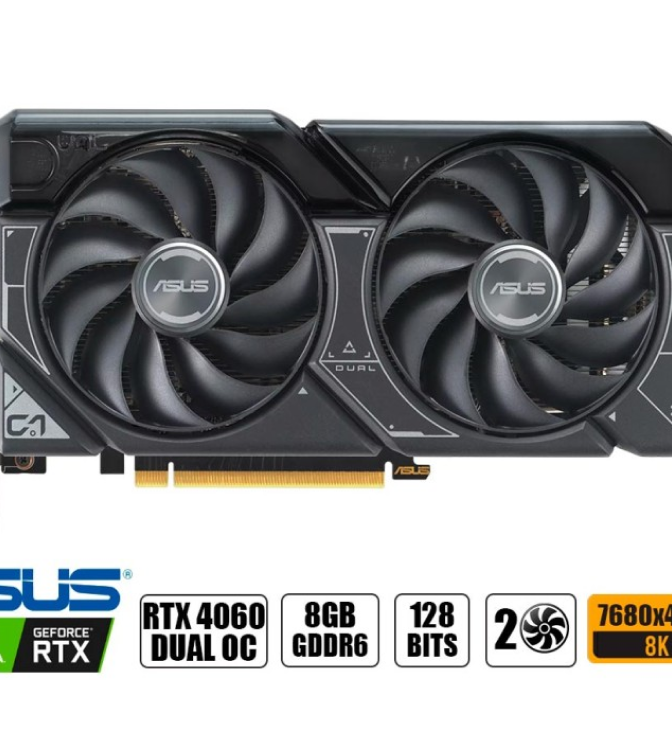 ASUS
ASUS
DUAL
ASUS
SUS®
GEFORCE
RTX
RTX 4060
DUAL OC
8GB
GDDR6
128
BITS
2
7680x4
8K